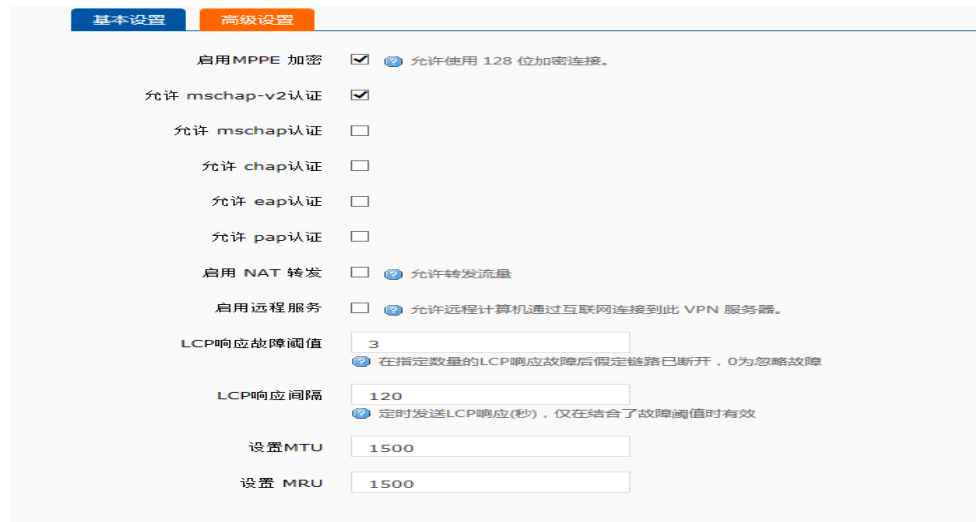 基本设置 高级设置
启用MPPE 加密 允许使用 128 位加密连接。
允许 mschap-v2认证
允许 mschap认证
允许 chap认证
允许 eap认证
允许 pap认证
启用 NAT 转发 允许转发流量
启用远程服务 允许远程计算机通过互联网连接到此 VPN 服务器。
LCP响应故障阈值 3
在指定数量的LCP响应故障后假定链路已断开，0为忽略故障
LCP响应间隔 120
定时发送LCP响应(秒)，仅在结合了故障阈值时有效
设置MTU 1500
设置 MRU 1500